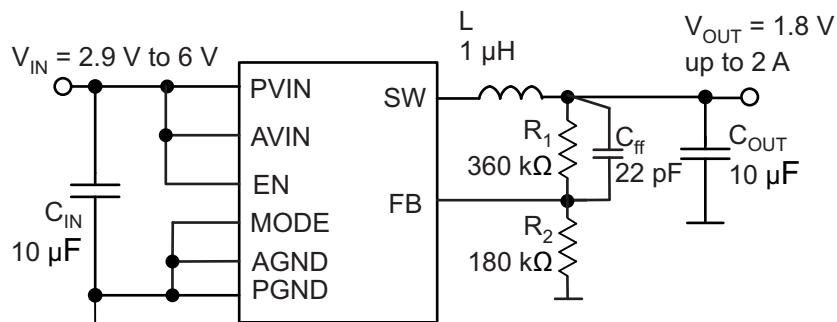 V_IN = 2.9 V to 6 V
L
1 µH
V_OUT = 1.8 V
up to 2 A
PVIN
SW
AVIN
EN
R_1
360 kΩ
C_ff
22 pF
C_OUT
10 µF
C_IN
10 µF
MODE
FB
AGND
PGND
R_2
180 kΩ